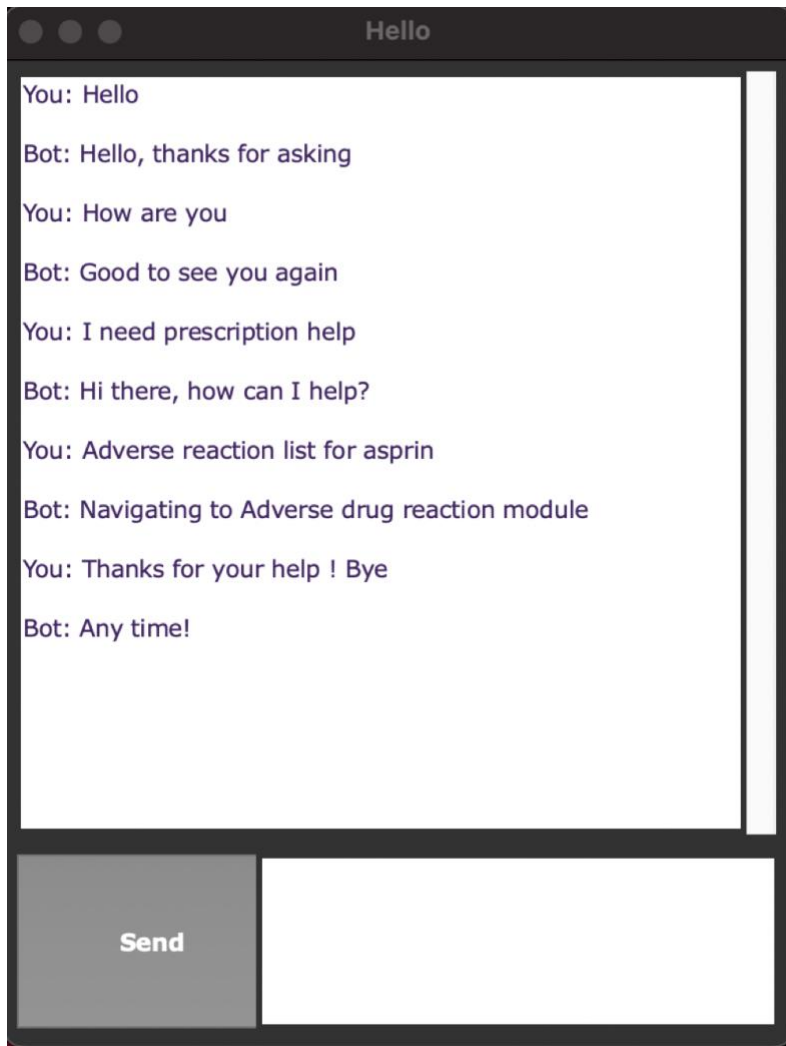 Hello
You: Hello
Bot: Hello, thanks for asking
You: How are you
Bot: Good to see you again
You: I need prescription help
Bot: Hi there, how can I help?
You: Adverse reaction list for asprin
Bot: Navigating to Adverse drug reaction module
You: Thanks for your help ! Bye
Bot: Any time!
Send